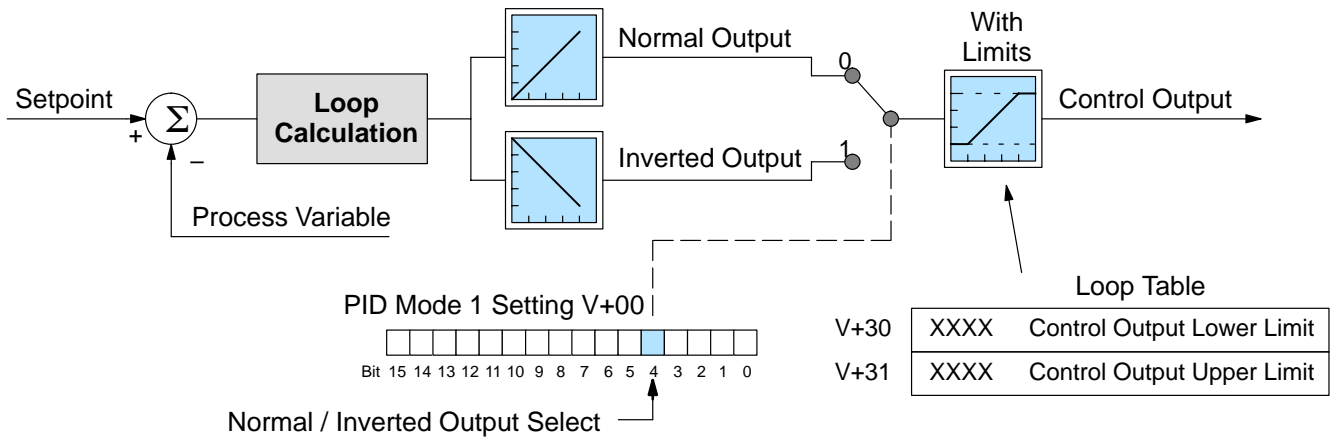 With
Limits
Normal Output
0
Setpoint
Loop
Calculation
Σ
+
−
Control Output
1
Inverted Output
Process Variable
Loop Table
PID Mode 1 Setting V+00
V+30 XXXX Control Output Lower Limit
V+31 XXXX Control Output Upper Limit
Bit 15 14 13 12 11 10 9 8 7 6 5 4 3 2 1 0
Normal / Inverted Output Select